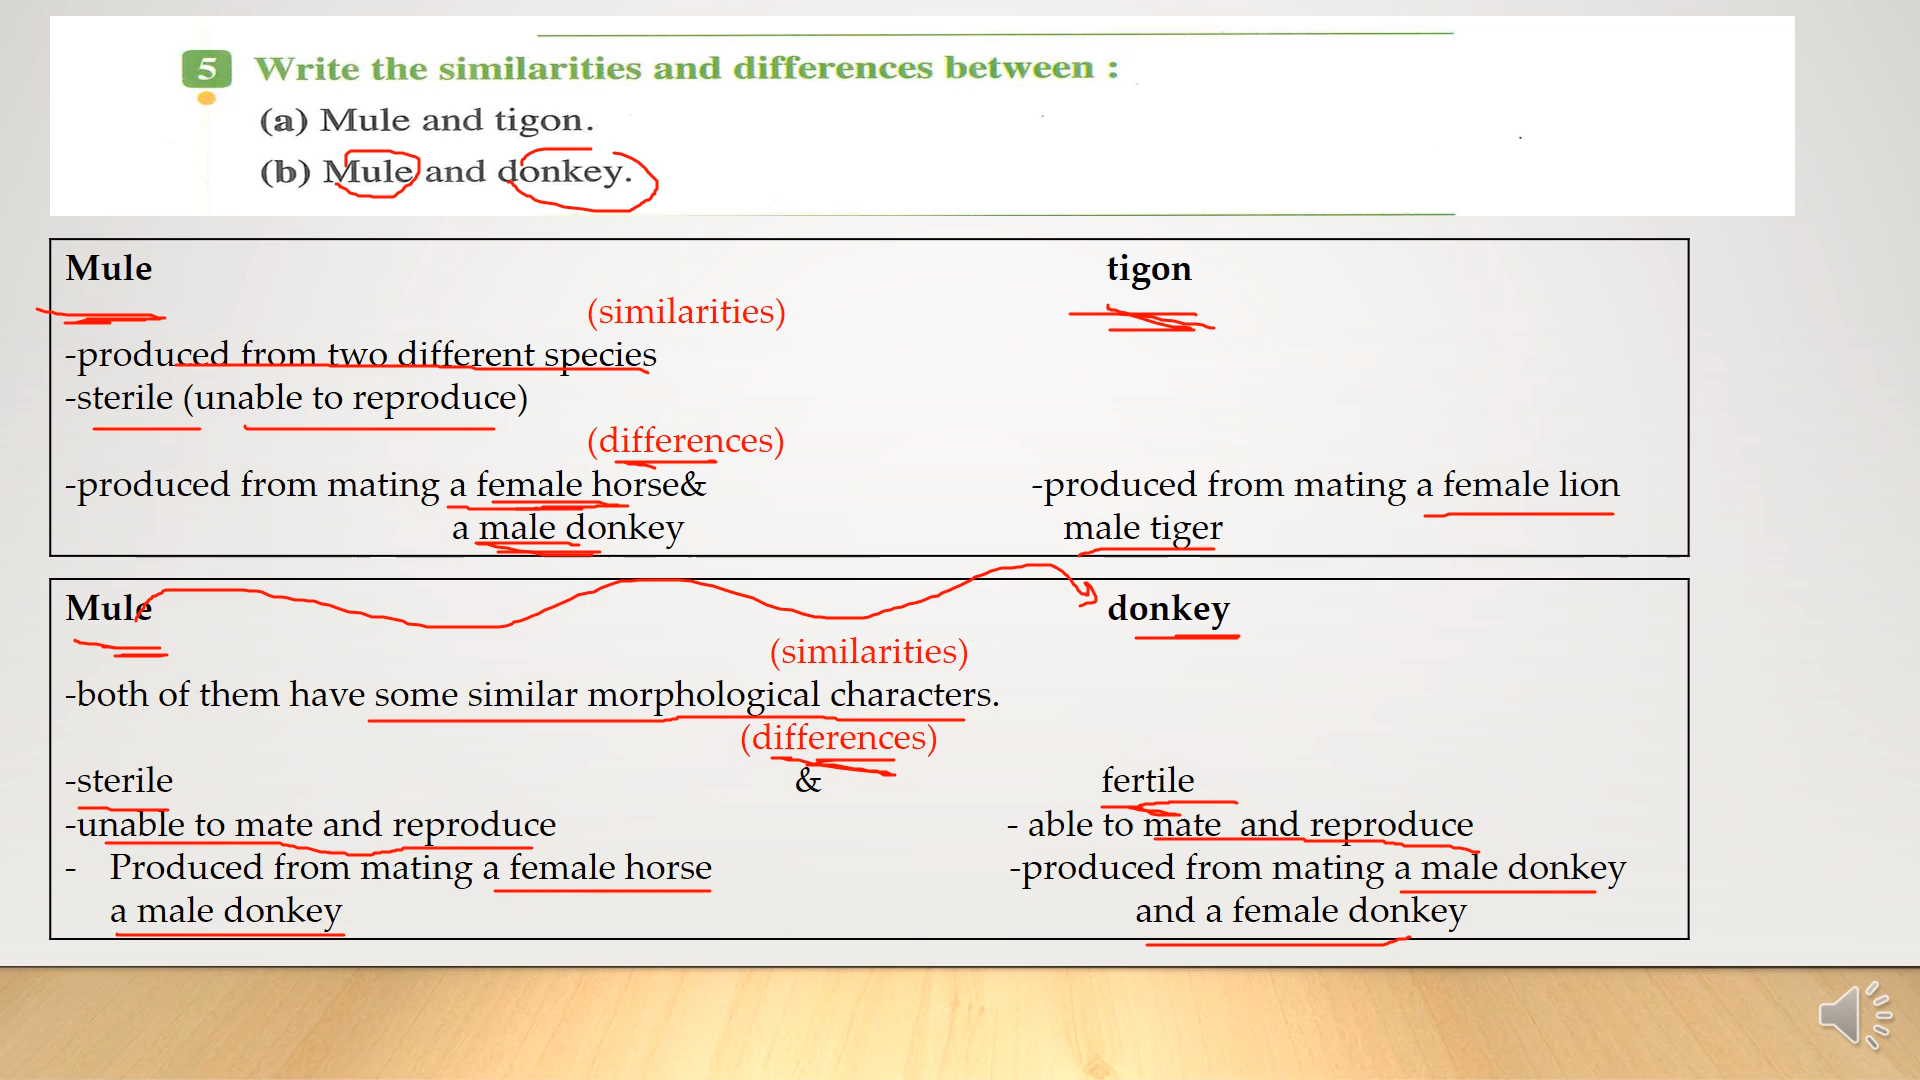 5 Write the similarities and differences between :
(a) Mule and tigon.
(b) Mule and donkey.
Mule tigon
(similarities)
-produced from two different species
-sterile (unable to reproduce)
(differences)
-produced from mating a female horse& -produced from mating a female lion
a male donkey male tiger
Mule donkey
(similarities)
-both of them have some similar morphological characters.
(differences)
-sterile & fertile
-unable to mate and reproduce - able to mate and reproduce
- Produced from mating a female horse -produced from mating a male donkey
a male donkey and a female donkey